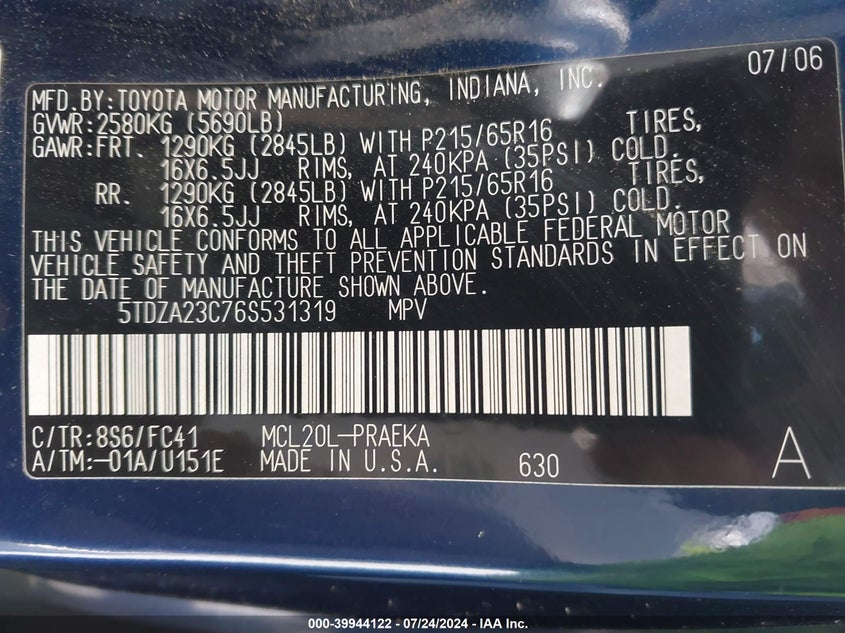 07/06
MFD.BY:TOYOTA MOTOR MANUFACTURING, INDIANA, INC.
GVWR:2580KG (5690LB)
GAWR:FRT. 1290KG (2845LB) WITH P215/65R16 TIRES,
16X6.5JJ RIMS, AT 240KPA (35PSI) COLD.
RR. 1290KG (2845LB) WITH P215/65R16 TIRES,
16X6.5JJ RIMS, AT 240KPA (35PSI) COLD.
THIS VEHICLE CONFORMS TO ALL APPLICABLE FEDERAL MOTOR
VEHICLE SAFETY AND THEFT PREVENTION STANDARDS IN EFFECT ON
THE DATE OF MANUFACTURE SHOWN ABOVE.
5TDZA23C76S531319 MPV
C/TR:8S6/FC41 MCL20L-PRAEKA
A/TM:-01A/U151E MADE IN U.S.A. 630 A
000-39944122 - 07/24/2024 - IAA Inc.